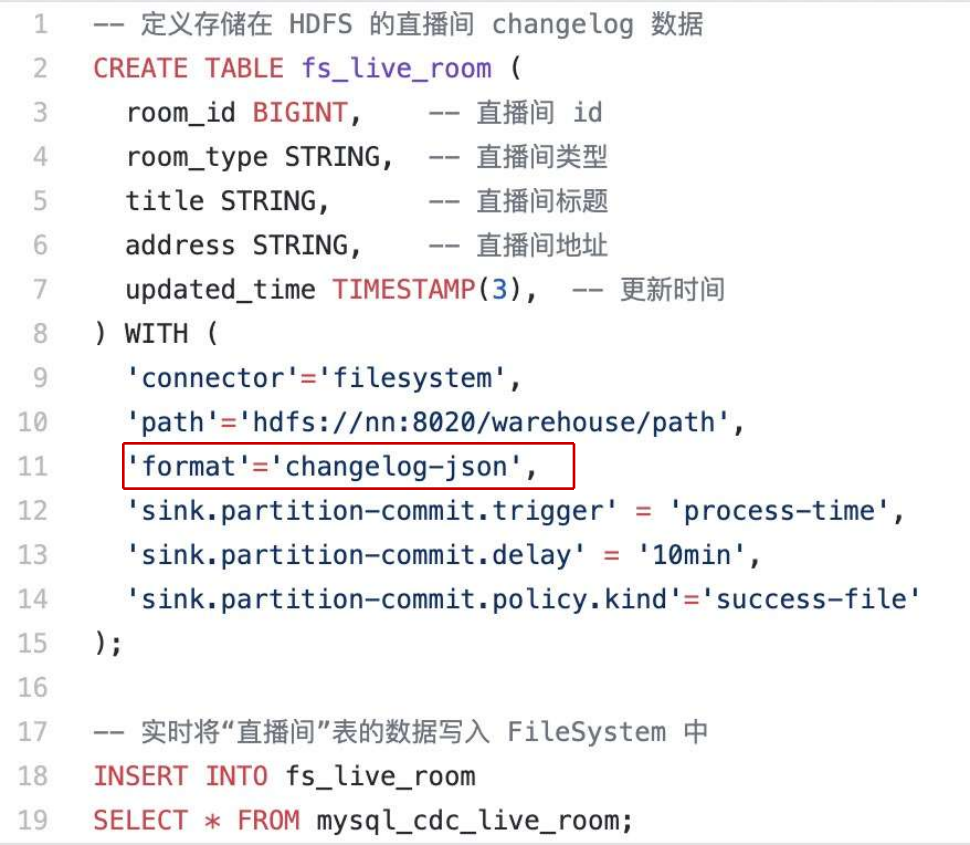 1 -- 定义存储在 HDFS 的直播间 changelog 数据
2 CREATE TABLE fs_live_room (
3 room_id BIGINT, -- 直播间 id
4 room_type STRING, -- 直播间类型
5 title STRING, -- 直播间标题
6 address STRING, -- 直播间地址
7 updated_time TIMESTAMP(3), -- 更新时间
8 ) WITH (
9 'connector'='filesystem',
10 'path'='hdfs://nn:8020/warehouse/path',
11 'format'='changelog-json',
12 'sink.partition-commit.trigger' = 'process-time',
13 'sink.partition-commit.delay' = '10min',
14 'sink.partition-commit.policy.kind'='success-file'
15 );
16
17 -- 实时将“直播间”表的数据写入 FileSystem 中
18 INSERT INTO fs_live_room
19 SELECT * FROM mysql_cdc_live_room;